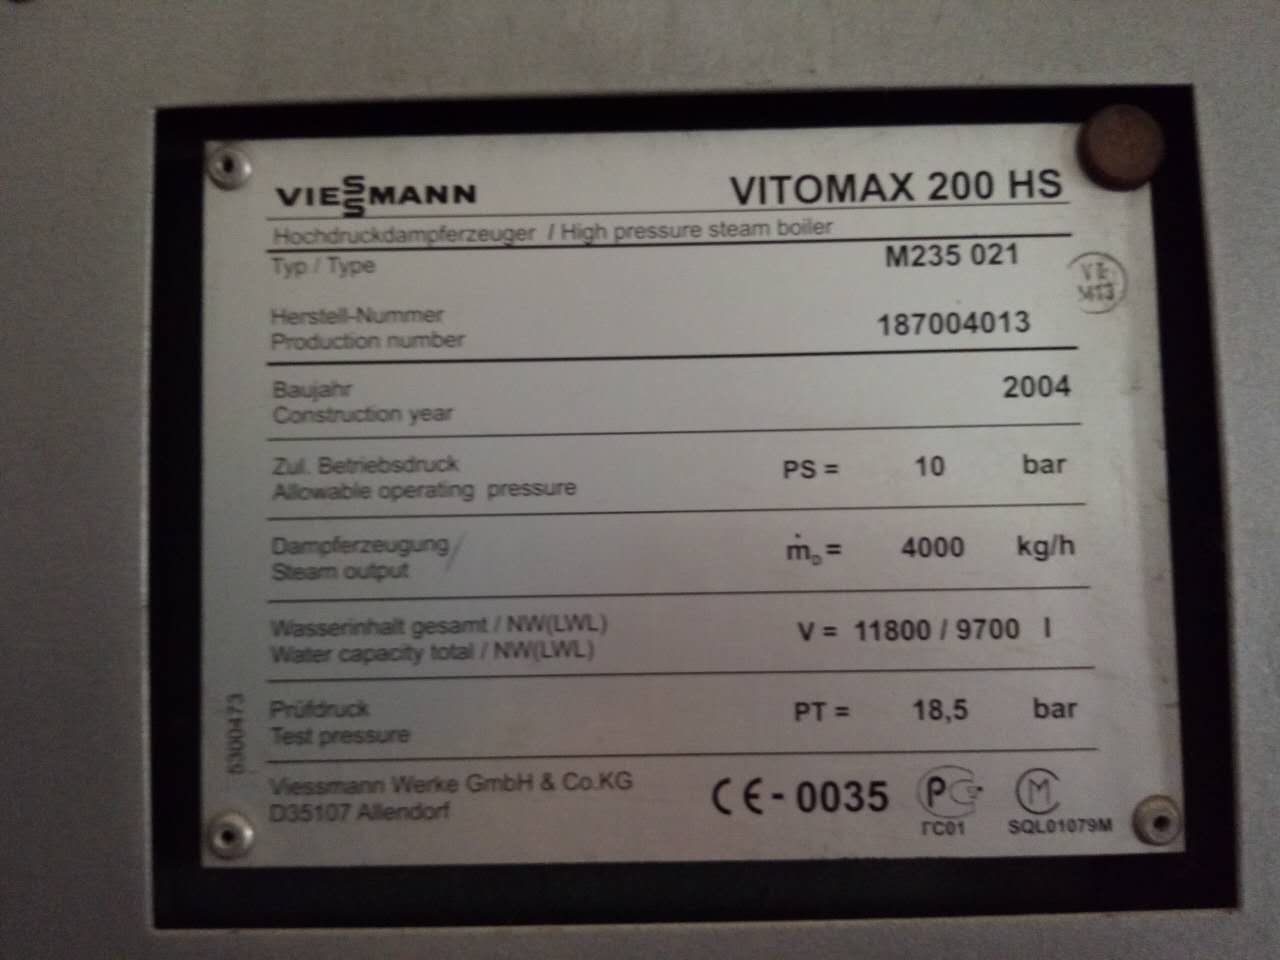 VIESSMANN VITOMAX 200 HS
Hochdruckdampferzeuger / High pressure steam boiler
Typ / Type M235 021
VI
M13
Herstell-Nummer
Production number 187004013
Baujahr
Construction year 2004
Zul. Betriebsdruck
Allowable operating pressure PS = 10 bar
Dampferzeugung
Steam output ṁD = 4000 kg/h
Wasserinhalt gesamt / NW(LWL)
Water capacity total / NW(LWL) V = 11800 / 9700 l
Prüfdruck
Test pressure PT = 18,5 bar
5300473
Viessmann Werke GmbH & Co.KG
D35107 Allendorf
CE - 0035
ГС01
SQL01079M